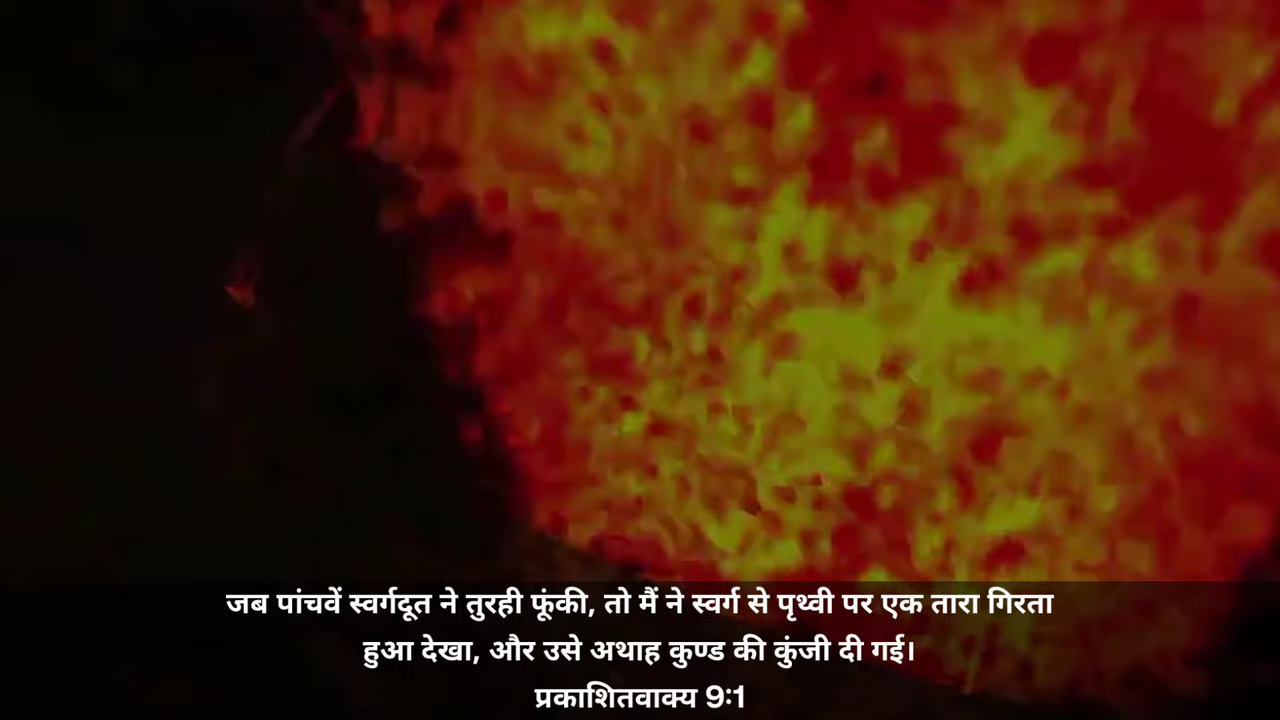 जब पांचवें स्वर्गदूत ने तुरही फूंकी, तो मैं ने स्वर्ग से पृथ्वी पर एक तारा गिरता
हुआ देखा, और उसे अथाह कुण्ड की कुंजी दी गई।
प्रकाशितवाक्य 9:1